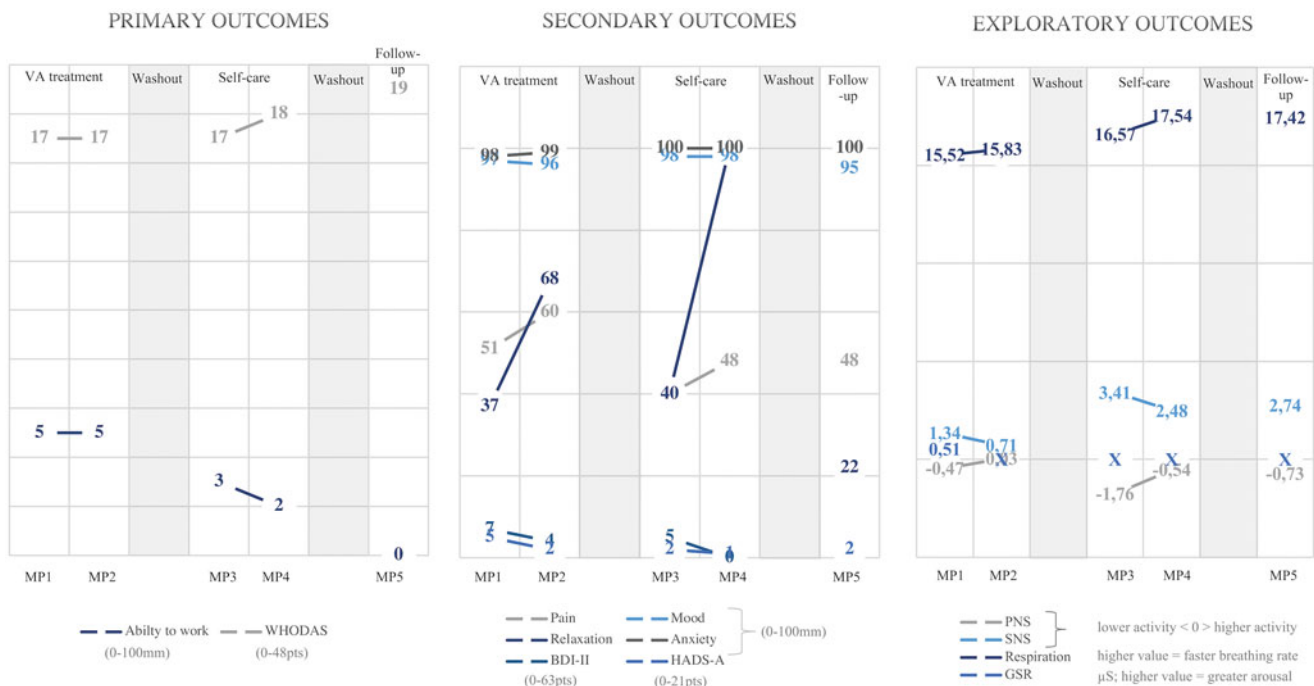 PRIMARY OUTCOMES
VA treatment
Washout
Self-care
Washout
Follow-
up
19
17
17
17
18
5
5
3
2
0
MP1
MP2
MP3
MP4
MP5
Abilty to work
WHODAS
(0-100mm)
(0-48pts)
SECONDARY OUTCOMES
VA treatment
Washout
Self-care
Washout
Follow
-up
98
99
97
96
100
100
98
98
100
95
68
60
51
37
40
48
48
22
7
4
5
2
5
2
1
0
2
MP1
MP2
MP3
MP4
MP5
Pain
Mood
Relaxation
Anxiety
(0-100mm)
BDI-II
HADS-A
(0-63pts)
(0-21pts)
EXPLORATORY OUTCOMES
VA treatment
Washout
Self-care
Washout
Follow-
up
15,52
15,83
16,57
17,54
17,42
1,34
0,71
0,51
-0,47
X
3,41
2,48
2,74
X
X
X
-1,76
-0,54
-0,73
MP1
MP2
MP3
MP4
MP5
PNS
SNS
lower activity < 0 > higher activity
Respiration
higher value = faster breathing rate
GSR
µS; higher value = greater arousal